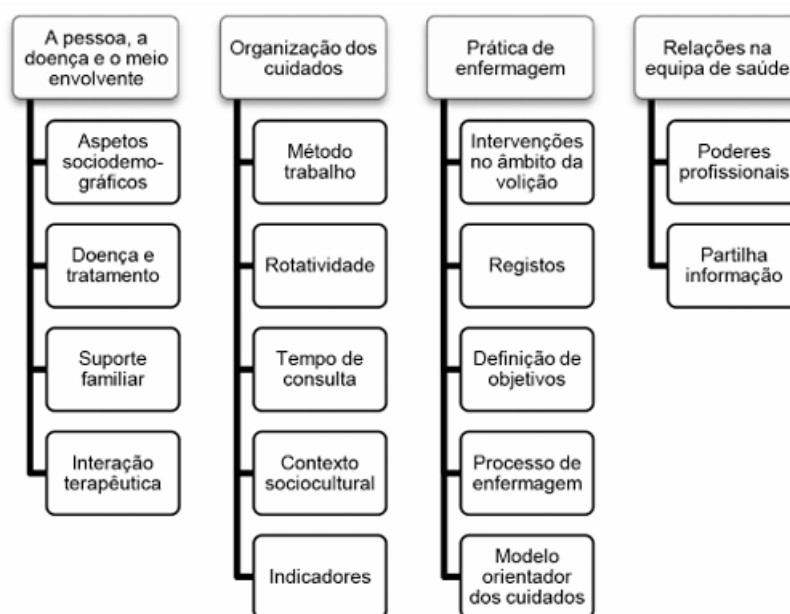 A pessoa, a
doença e o meio
envolvente
Aspetos
sociodemo-
gráficos
Doença e
tratamento
Suporte
familiar
Interação
terapêutica
Organização dos
cuidados
Método
trabalho
Rotatividade
Tempo de
consulta
Contexto
sociocultural
Indicadores
Prática de
enfermagem
Intervenções
no âmbito da
volição
Registos
Definição de
objetivos
Processo de
enfermagem
Modelo
orientador
dos cuidados
Relações na
equipa de saúde
Poderes
profissionais
Partilha
informação